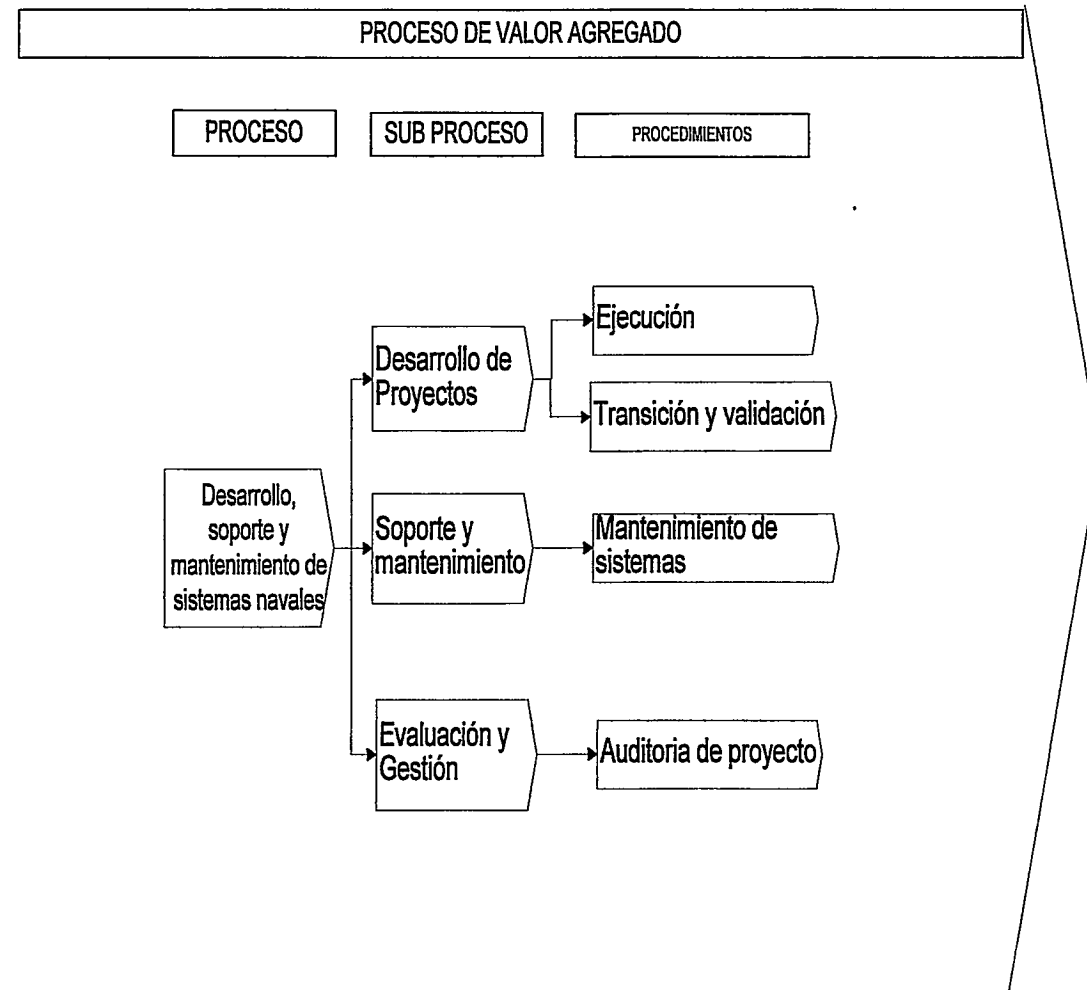 PROCESO DE VALOR AGREGADO
PROCESO
SUB PROCESO
PROCEDIMIENTOS
Desarrollo,
soporte y
mantenimiento de
sistemas navales
Desarrollo de
Proyectos
Ejecución
Transición y validación
Soporte y
mantenimiento
Mantenimiento de
sistemas
Evaluación y
Gestión
Auditoria de proyecto